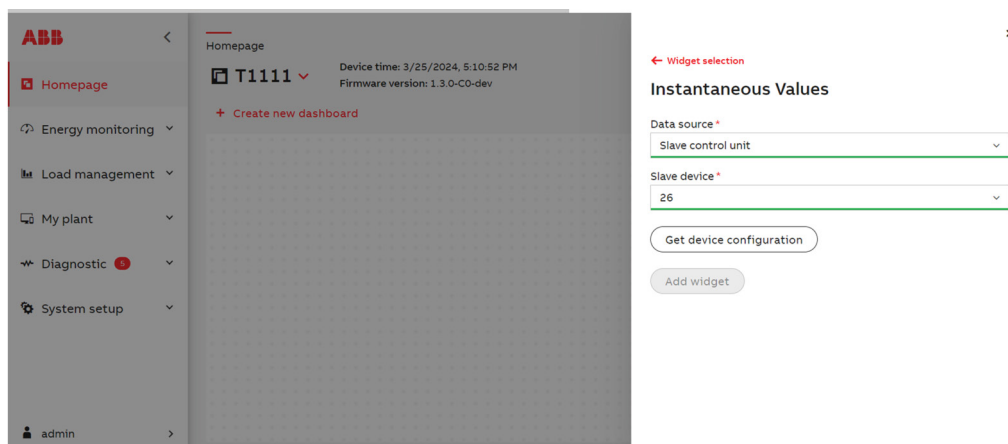 ABB
Homepage
Energy monitoring
Load management
My plant
Diagnostic 5
System setup
admin
Homepage
T1111
Device time: 3/25/2024, 5:10:52 PM
Firmware version: 1.3.0-C0-dev
+ Create new dashboard
← Widget selection
Instantaneous Values
Data source *
Slave control unit
Slave device *
26
Get device configuration
Add widget